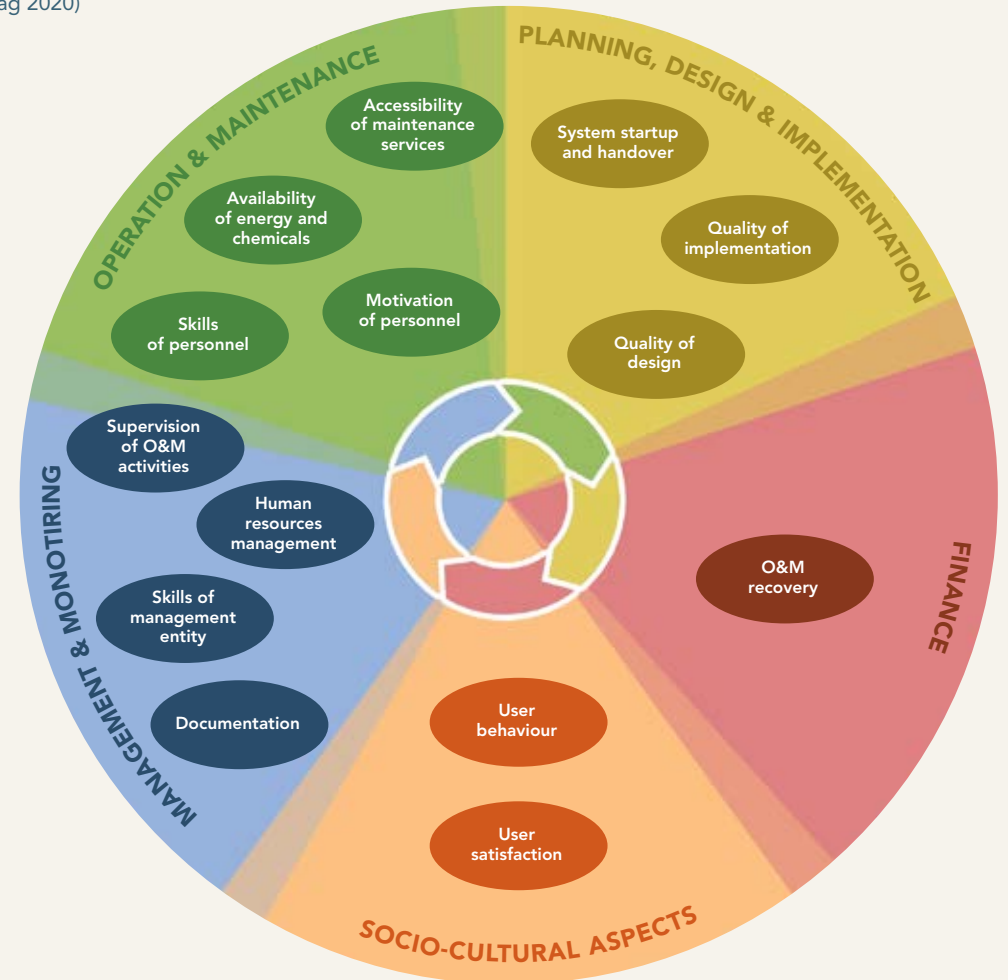 ag 2020)
OPERATION & MAINTENANCE
Accessibility
of maintenance
services
Availability
of energy and
chemicals
Motivation
of personnel
Skills
of personnel
PLANNING, DESIGN & IMPLEMENTATION
System startup
and handover
Quality of
implementation
Quality of
design
FINANCE
O&M
recovery
SOCIO-CULTURAL ASPECTS
User
behaviour
User
satisfaction
MANAGEMENT & MONOTIRING
Supervision
of O&M
activities
Human
resources
management
Skills of
management
entity
Documentation